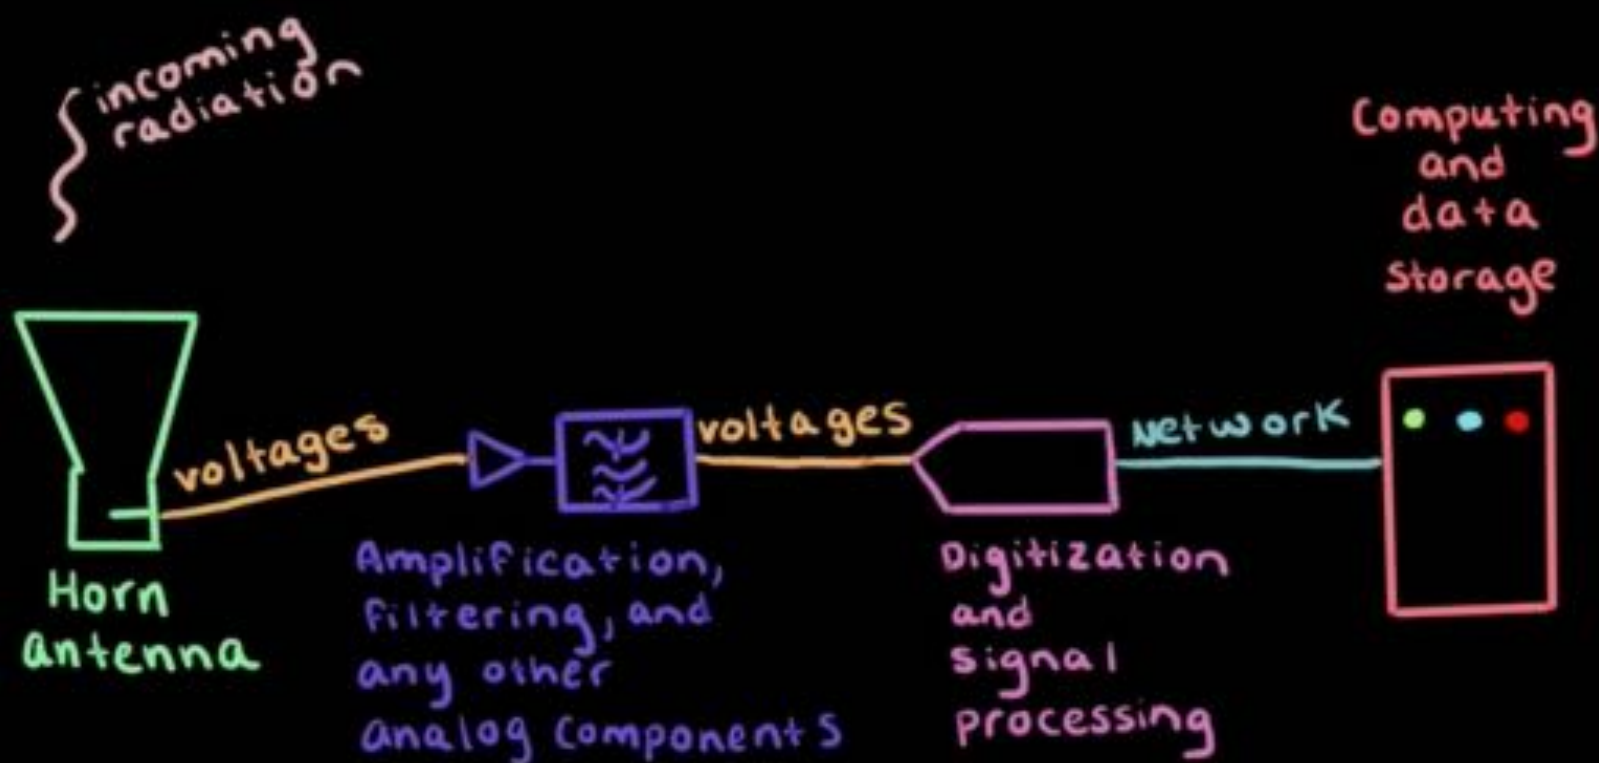 incoming
radiation
Computing
and
data
storage
voltages
voltages
Network
Horn
antenna
Amplification,
filtering, and
any other
analog components
Digitization
and
signal
processing